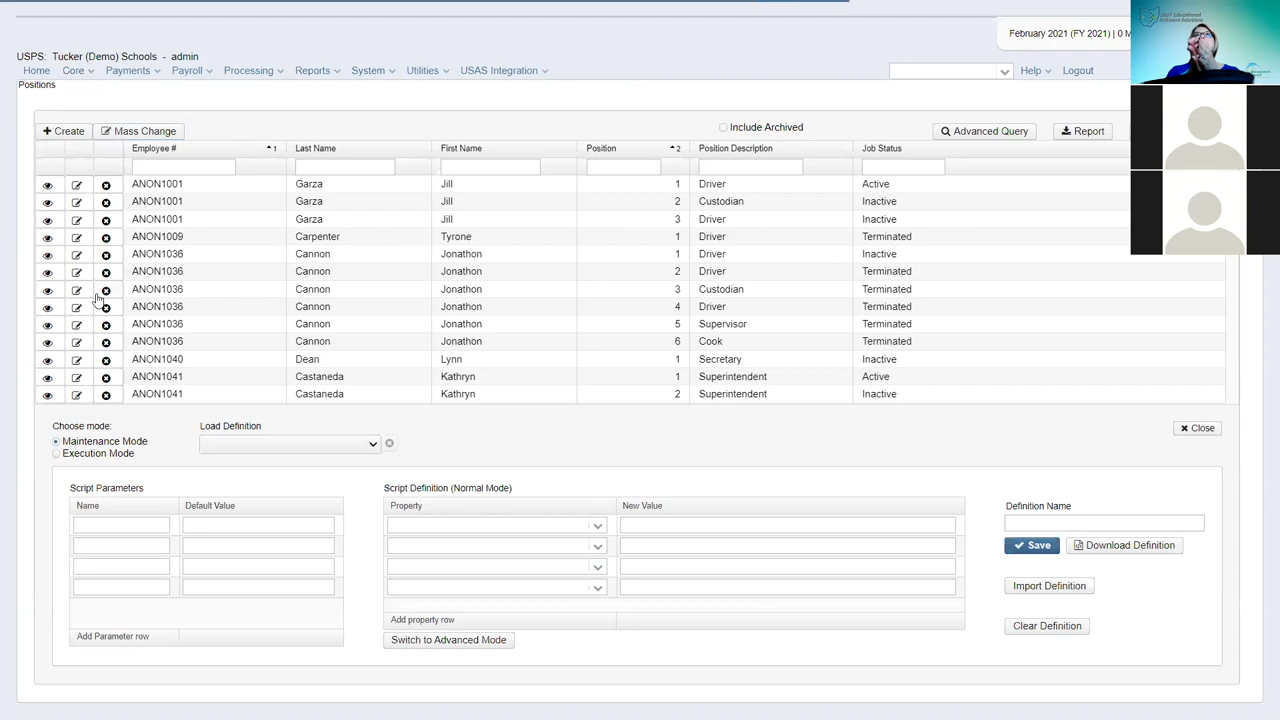 February 2021 (FY 2021) | 0 M
USPS: Tucker (Demo) Schools - admin
Home Core Payments Payroll Processing Reports System Utilities USAS Integration Help Logout
Positions
Create Mass Change Include Archived Advanced Query Report
Employee # 1 Last Name First Name Position 2 Position Description Job Status
ANON1001 Garza Jill 1 Driver Active
ANON1001 Garza Jill 2 Custodian Inactive
ANON1001 Garza Jill 3 Driver Inactive
ANON1009 Carpenter Tyrone 1 Driver Terminated
ANON1036 Cannon Jonathon 1 Driver Inactive
ANON1036 Cannon Jonathon 2 Driver Terminated
ANON1036 Cannon Jonathon 3 Custodian Terminated
ANON1036 Cannon Jonathon 4 Driver Terminated
ANON1036 Cannon Jonathon 5 Supervisor Terminated
ANON1036 Cannon Jonathon 6 Cook Terminated
ANON1040 Dean Lynn 1 Secretary Inactive
ANON1041 Castaneda Kathryn 1 Superintendent Active
ANON1041 Castaneda Kathryn 2 Superintendent Inactive
Choose mode: Load Definition
Close
Maintenance Mode
Execution Mode
Script Parameters Script Definition (Normal Mode)
Name Default Value Property New Value Definition Name
Save Download Definition
Import Definition
Add Parameter row Add property row
Clear Definition
Switch to Advanced Mode